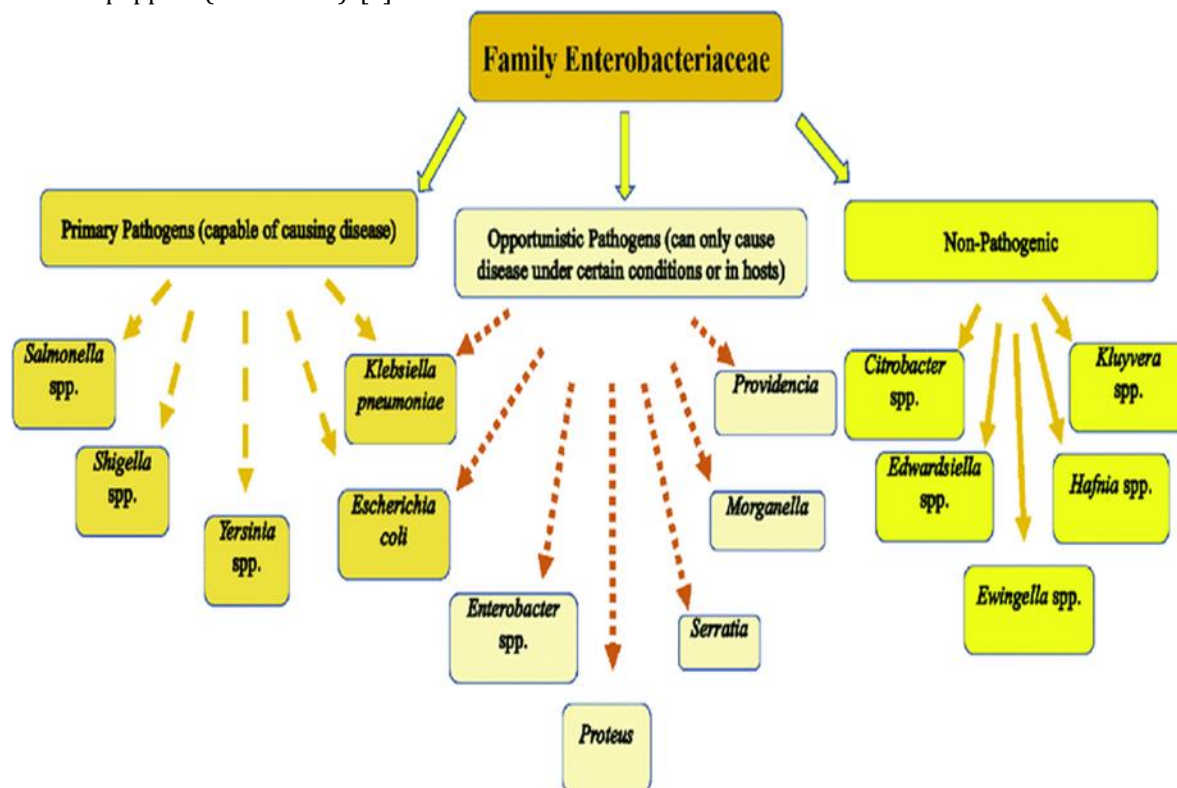 Family Enterobacteriaceae
Primary Pathogens (capable of causing disease)
Opportunistic Pathogens (can only cause
disease under certain conditions or in hosts)
Non-Pathogenic
Salmonella
spp.
Shigella
spp.
Yersinia
spp.
Klebsiella
pneumoniae
Escherichia
coli
Enterobacter
spp.
Proteus
Serratia
Morganella
Providencia
Citrobacter
spp.
Edwardsiella
spp.
Ewingella spp.
Hafnia spp.
Kluyvera
spp.